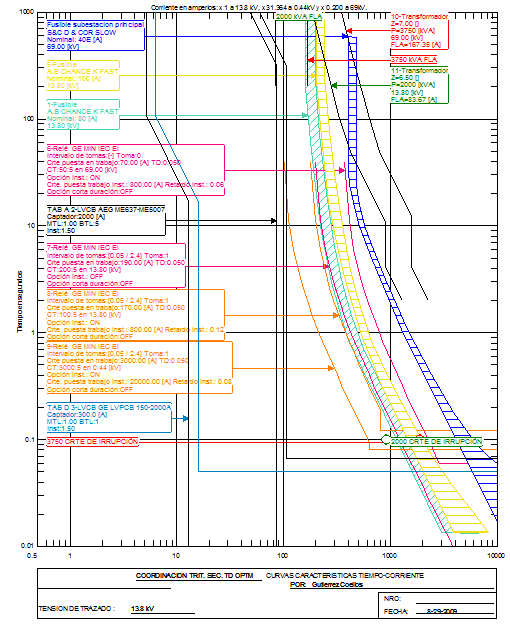 Corriente en amperios: x 1 a 13.8 kV. y x 31.364 a 0.44kV y x 0.200 a 69kV.
1000
100
10
1
0.1
0.01
Tiempo en segundos
Fusible subestacion principal
S&C D & COR SLOW
Nominal: 40E [A]
69.00 [kV]
-Fusible
A.B CHANCE K FAST
Nominal: 100 [A]
13.80 [kV]
1-Fusible
A.B CHANCE K FAST
Nominal: 80 [A]
13.80 [kV]
6-Relé GE MIN IEC EI
Intervalo de tomas:[-] Toma:0
Crte puesta en trabajo:70.00 [A] TD:0.050
CT:50:5 en 69.00 [kV]
Opción Inst.: ON
Crte. puesta trabajo Inst.: 800.00 [A] Retardo Inst.: 0.06
Opción corta duración:OFF
TAB A 2-LVCB AEG ME637-ME5007
Captador:2000 [A]
MTL:1.00 BTL:5
Inst:1.50
7-Relé GE MIN IEC EI
Intervalo de tomas:[0.05 / 2.4] Toma:1
Crte puesta en trabajo:190.00 [A] TD:0.050
CT:200:5 en 13.80 [kV]
Opción Inst.: OFF
Opción corta duración:OFF
8-Relé GE MIN IEC EI
Intervalo de tomas:[0.05 / 2.4] Toma:1
Crte puesta en trabajo:170.00 [A] TD:0.050
CT:100:5 en 13.80 [kV]
Opción Inst.: ON
Crte. puesta trabajo Inst.: 800.00 [A] Retardo Inst.: 0.12
Opción corta duración:OFF
9-Relé GE MIN IEC EI
Intervalo de tomas:[0.05 / 2.4] Toma:1
Crte puesta en trabajo:3000.00 [A] TD:0.050
CT:3000:5 en 0.44 [kV]
Opción Inst.: ON
Crte. puesta trabajo Inst.: 20000.00 [A] Retardo Inst.: 0.08
Opción corta duración:OFF
TAB D 3-LVCB GE LVPCB 150-2000A
Captador:300.0 [A]
MTL:1.00 BTL:1
Inst:1.50
3750 CRTE DE IRRUPCIÓN
2000 kVA FLA
10-Transformador
Z=7.00 []
P=3750 [kVA]
69.00 [kV]
FLA=167.35 [A]
3750 kVA FLA
11-Transformador
Z=6.50 []
P=2000 [kVA]
13.80 [kV]
FLA=83.67 [A]
2000 CRTE DE IRRUPCIÓN
0.5 1 10 100 1000 10000
COORDINACION TRIT. SEC. TD OPTM CURVAS CARACTERISTICAS TIEMPO-CORRIENTE
POR: Gutierrez Coellos
TENSION DE TRAZADO : 13.8 kV
NRO:
FECHA: 8-29-2009